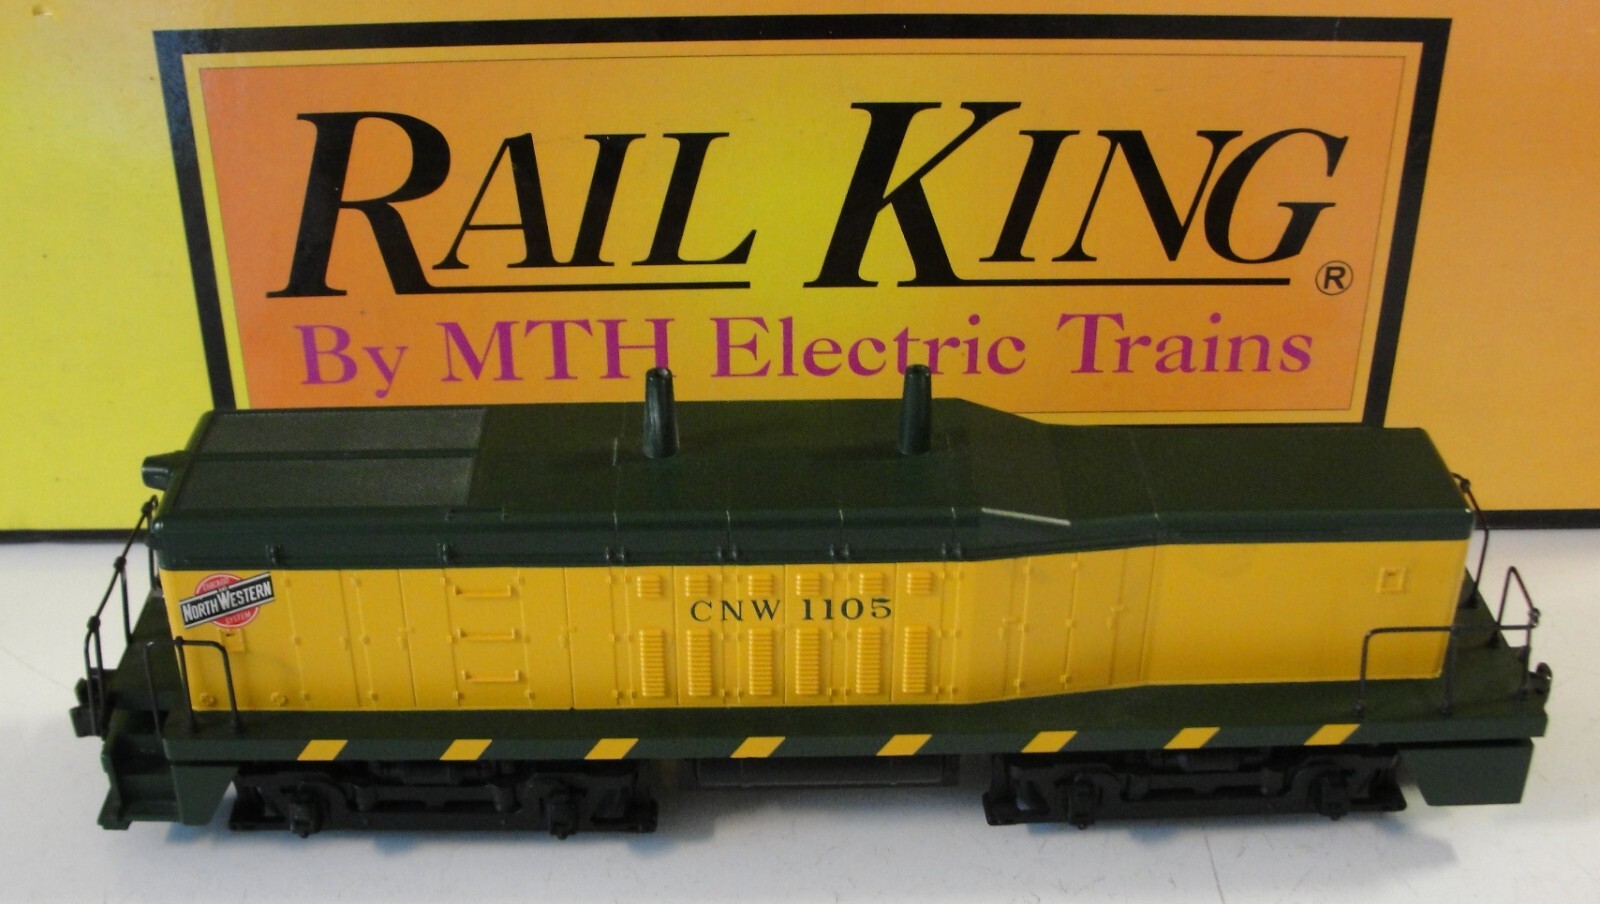 RAIL KING ®
By MTH Electric Trains
CHICAGO
NORTH WESTERN
SYSTEM
CNW 1105